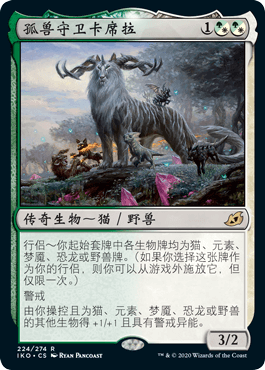 孤兽守卫卡席拉 1
传奇生物～猫／野兽
行侣～你起始套牌中各生物牌均为猫、元素、
梦魇、恐龙或野兽牌。（如果你选择这张牌作
为你的行侣，则你可以从游戏外施放它，但
仅限一次。）
警戒
由你操控且为猫、元素、梦魇、恐龙或野兽
的其他生物得 +1/+1 且具有警戒异能。
3/2
224/274 R
IKO • CS RYAN PANCOAST
™ & © 2020 Wizards of the Coast